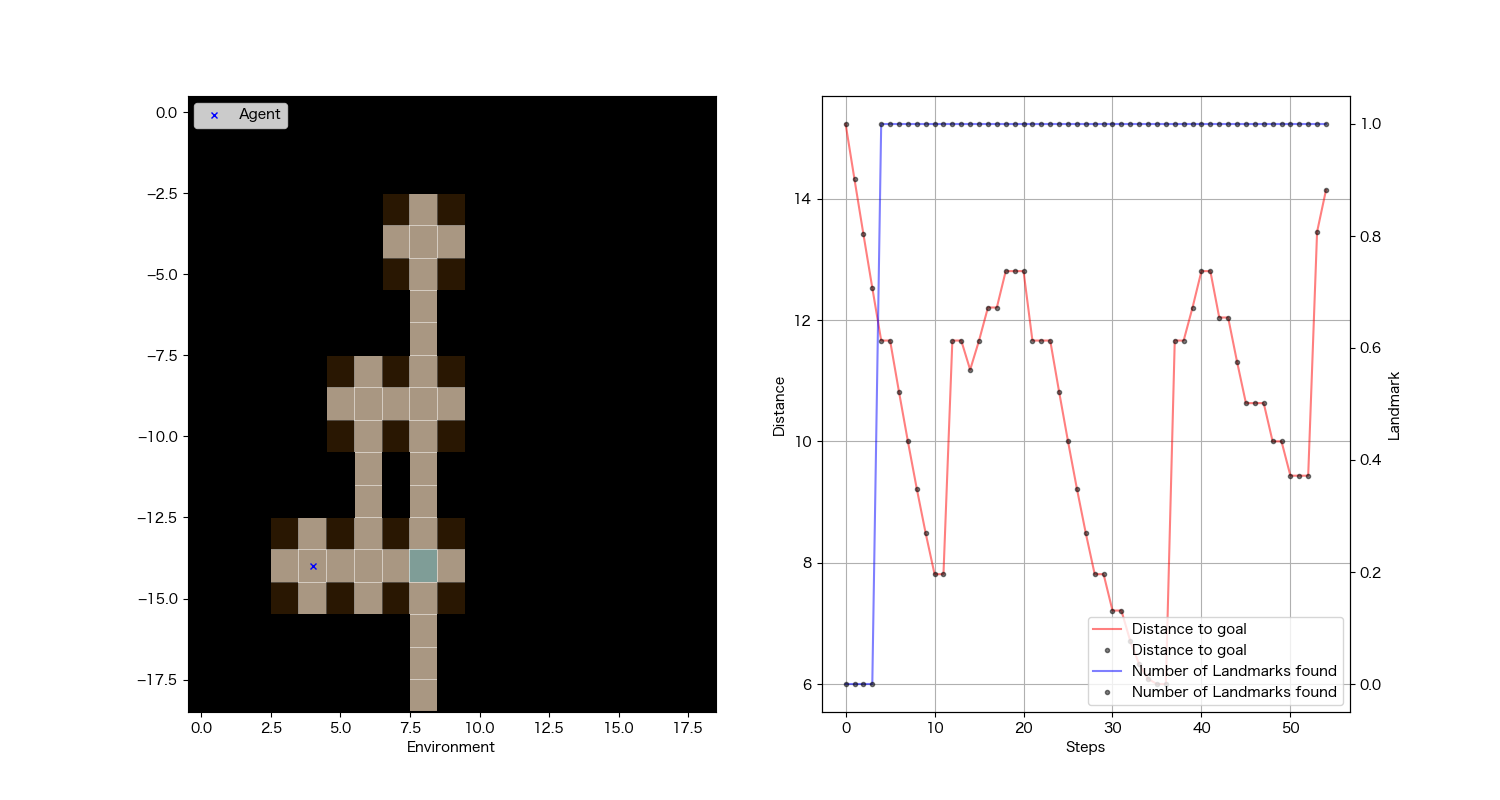 Agent
0.0
−2.5
−5.0
−7.5
−10.0
−12.5
−15.0
−17.5
0.0 2.5 5.0 7.5 10.0 12.5 15.0 17.5
Environment
Distance
14
12
10
8
6
0 10 20 30 40 50
Steps
1.0
0.8
0.6
0.4
0.2
0.0
Landmark
Distance to goal
Distance to goal
Number of Landmarks found
Number of Landmarks found